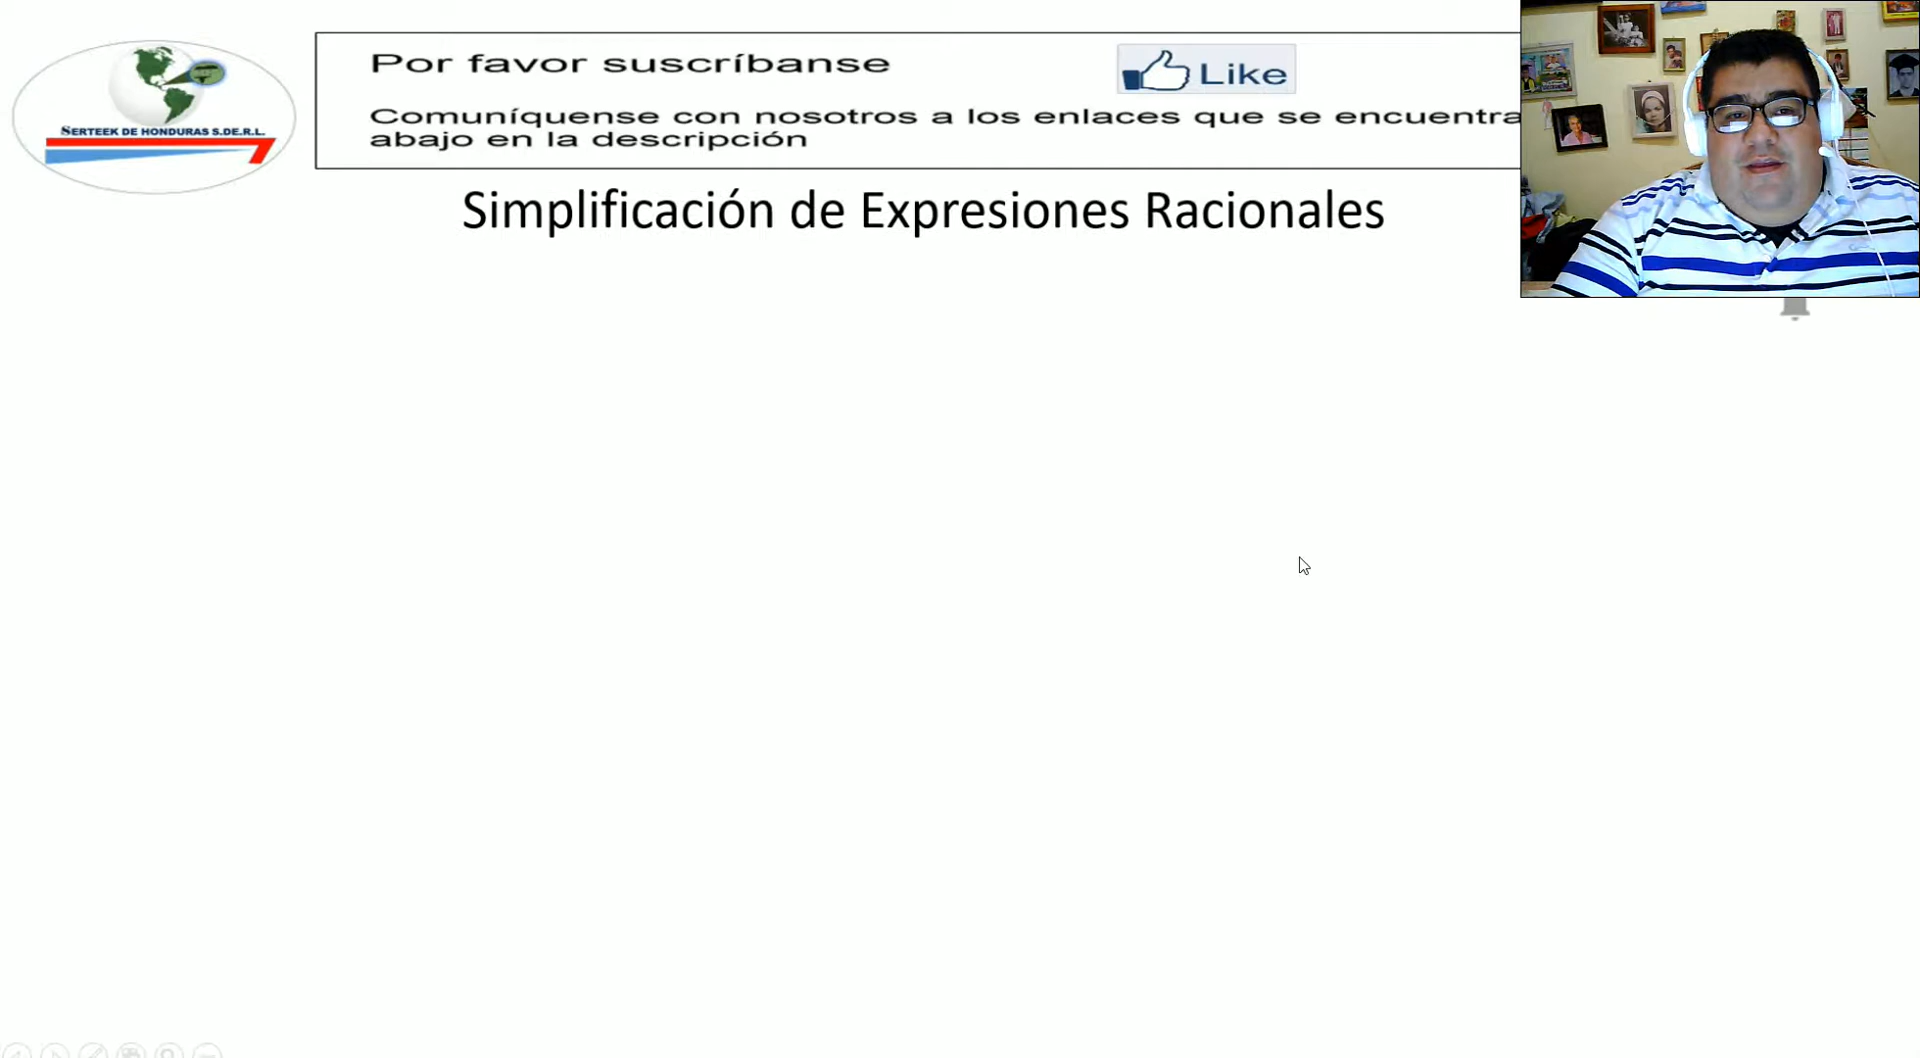 SERTEEK DE HONDURAS S.DE.R.L.
Por favor suscríbanse
Like
Comuníquense con nosotros a los enlaces que se encuentra
abajo en la descripción
Simplificación de Expresiones Racionales